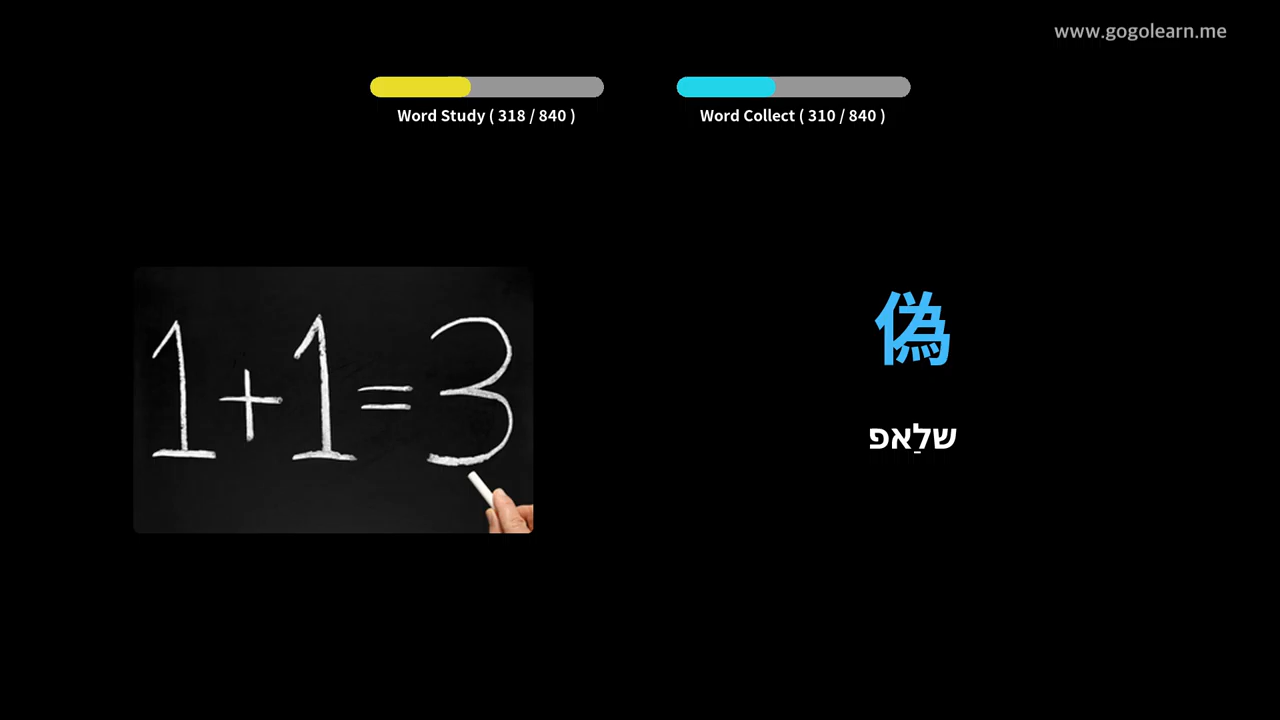 www.gogolearn.me
Word Study ( 318 / 840 )
Word Collect ( 310 / 840 )
1+1=3
偽
שלַאפ